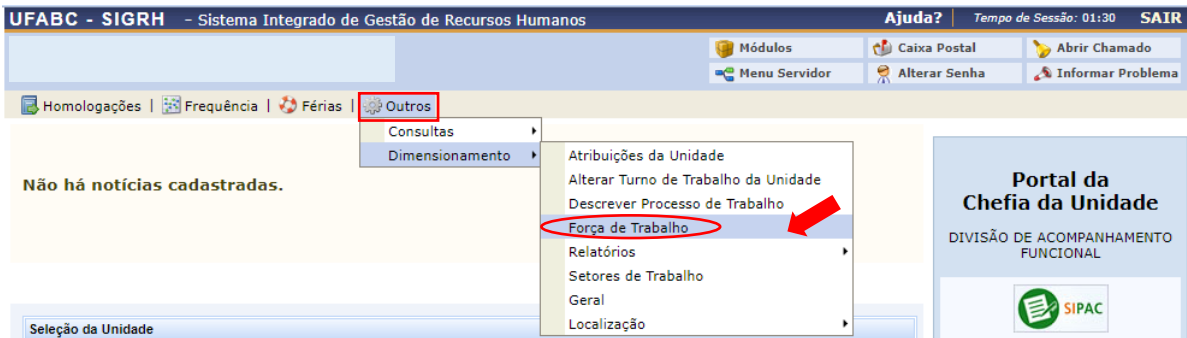 UFABC - SIGRH - Sistema Integrado de Gestão de Recursos Humanos Ajuda? Tempo de Sessão: 01:30 SAIR
Módulos Caixa Postal Abrir Chamado
Menu Servidor Alterar Senha Informar Problema
Homologações | Frequência | Férias | Outros
Consultas
Dimensionamento
Atribuições da Unidade
Alterar Turno de Trabalho da Unidade
Descrever Processo de Trabalho
Força de Trabalho
Relatórios
Setores de Trabalho
Geral
Localização
Não há notícias cadastradas.
Portal da
Chefia da Unidade
DIVISÃO DE ACOMPANHAMENTO
FUNCIONAL
SIPAC
Seleção da Unidade